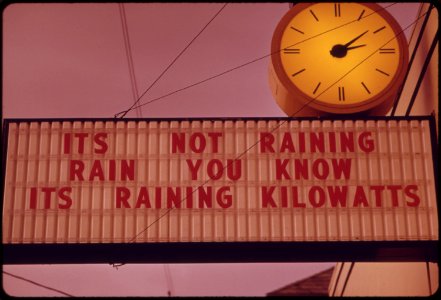 ITS NOT RAINING
RAIN YOU KNOW
ITS RAINING KILOWATTS